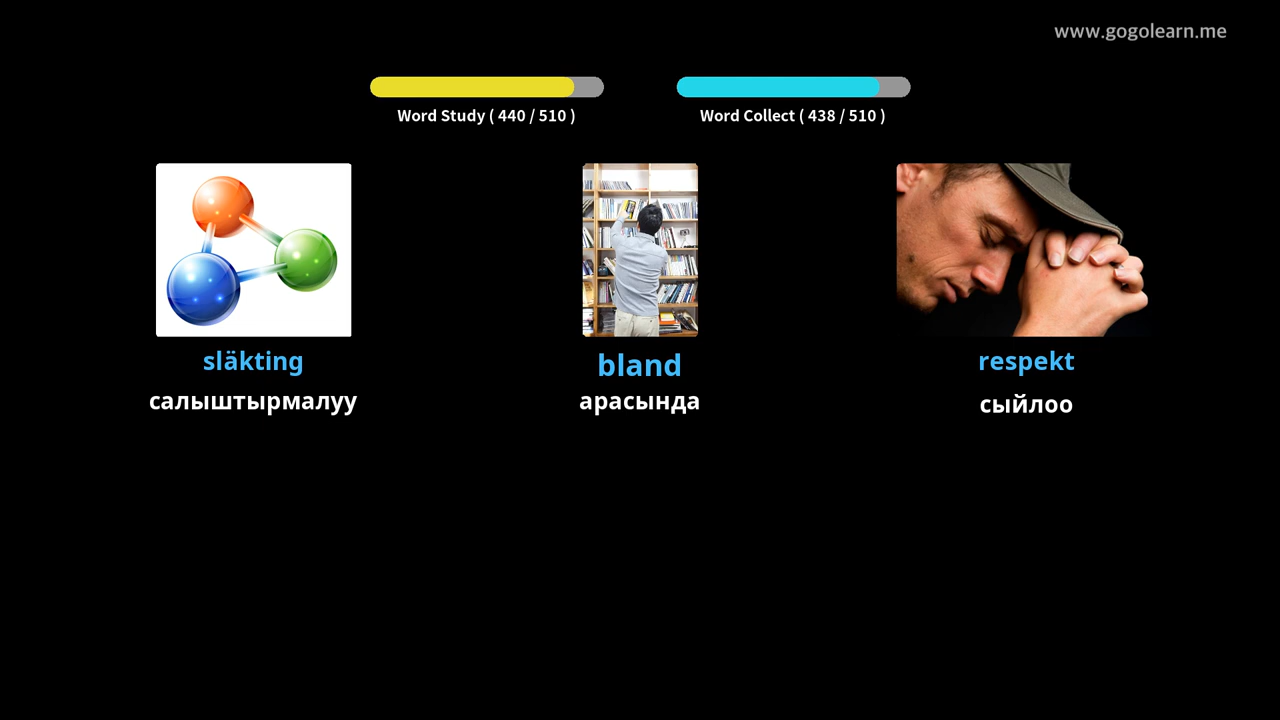 www.gogolearn.me
Word Study ( 440 / 510 )
Word Collect ( 438 / 510 )
släkting
bland
respekt
салыштырмалуу
арасында
сыйлоо